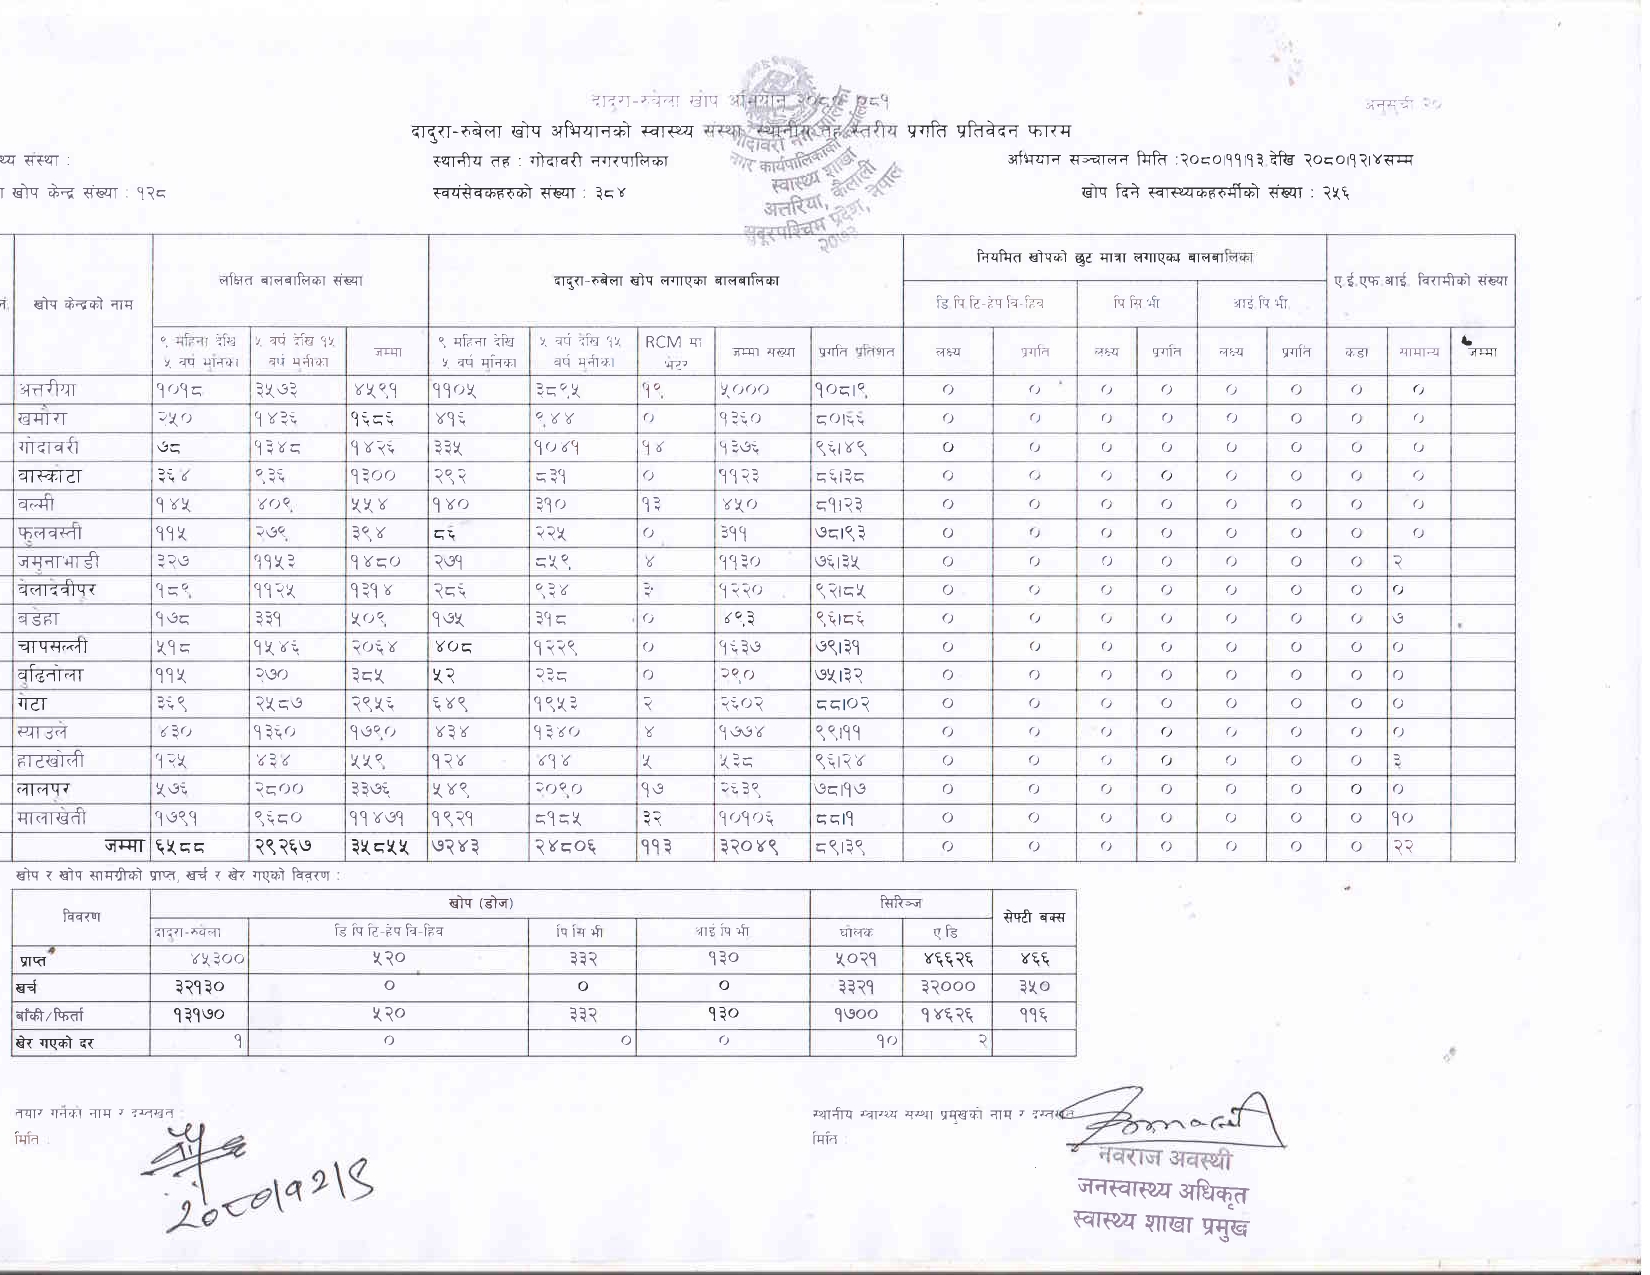 दादुरा-रुबेला खोप अभियान २०८०
अनुसूची २०
दादुरा-रुबेला खोप अभियानको स्वास्थ्य संस्था, स्थानीय तह स्तरीय प्रगति प्रतिवेदन फारम
थ्य संस्था :
स्थानीय तह : गोदावरी नगरपालिका
अभियान सञ्चालन मिति :२०८०।११।१३ देखि २०८०।१२।४सम्म
खोप केन्द्र संख्या : १२८
स्वयंसेवकहरुको संख्या : ३८४
खोप दिने स्वास्थ्यकहरुर्मीको संख्या : २५६
गोदावरी नगरपालिका
नगर कार्यपालिकाको कार्यालय
स्वास्थ्य शाखा
अत्तरिया, कैलाली
सुदूरपश्चिम प्रदेश, नेपाल
२०७३
खोप केन्द्रको नाम लक्षित बालबालिका संख्या दादुरा-रुबेला खोप लगाएका बालबालिका नियमित खोपको छुट मात्रा लगाएका बालबालिका ए.ई.एफ.आई. विरामीको संख्या
डि पि टि-हेप बि-हिब पि सि भी आई पि भी.
९ महिना देखि ५ वर्ष मुनिका ५ वर्ष देखि १५ वर्ष मुनीका जम्मा ९ महिना देखि ५ वर्ष मुनिका ५ वर्ष देखि १५ वर्ष मुनीका RCM मा भेटर जम्मा संख्या प्रगति प्रतिशत लक्ष्य प्रगति लक्ष्य प्रगति लक्ष्य प्रगति कडा सामान्य जम्मा
अत्तरीया १०१८ ३५७३ ४५९१ ११०५ ३८९५ १९ ५००० १०८।९ ० ० ० ० ० ० ० ०
खमौरा २५० १४३६ १६८६ ४१६ ९४४ ० १३६० ८०।६६ ० ० ० ० ० ० ० ०
गोदावरी ७८ १३४८ १४२६ ३३५ १०४१ १४ १३७६ ९६।४९ ० ० ० ० ० ० ० ०
वास्कोटा ३६४ ९३६ १३०० २९२ ८३१ ० ११२३ ८६।३८ ० ० ० ० ० ० ० ०
वल्मी १४५ ४०९ ५५४ १४० ३१० १३ ४५० ८१।२३ ० ० ० ० ० ० ० ०
फुलवस्ती ११५ २७९ ३९४ ८६ २२५ ० ३११ ७८।९३ ० ० ० ० ० ० ० ०
जमुनाभाडी ३२७ ११५३ १४८० २७१ ८५९ ४ ११३० ७६।३५ ० ० ० ० ० ० ० २
वेलादेवीपुर १८९ ११२५ १३१४ २८६ ९३४ ३ १२२० ९२।८५ ० ० ० ० ० ० ० ०
बडेहा १७८ ३३१ ५०९ १७५ ३१८ ० ४९३ ९६।८६ ० ० ० ० ० ० ० ७
चापसल्ली ५१८ १५४६ २०६४ ४०८ १२२९ ० १६३७ ७९।३१ ० ० ० ० ० ० ० ०
वुढितोला ११५ २७० ३८५ ५२ २३८ ० २९० ७५।३२ ० ० ० ० ० ० ० ०
गेटा ३६९ २५८७ २९५६ ६४९ १९५३ २ २६०२ ८८।०२ ० ० ० ० ० ० ० ०
स्याउले ४३० १३६० १७९० ४३४ १३४० ४ १७७४ ९९।११ ० ० ० ० ० ० ० ०
हाटखोली १२५ ४३४ ५५९ १२४ ४१४ ५ ५३८ ९६।२४ ० ० ० ० ० ० ० ३
लालपुर ५७६ २८०० ३३७६ ५४९ २०९० १७ २६३९ ७८।१७ ० ० ० ० ० ० ० ०
मालाखेती १७९१ ९६८० ११४७१ १९२१ ८१८५ ३२ १०१०६ ८८।१ ० ० ० ० ० ० ० १०
जम्मा ६५८८ २९२६७ ३५८५५ ७२४३ २४८०६ ११३ ३२०४९ ८९।३९ ० ० ० ० ० ० ० २२
खोप र खोप सामग्रीको प्राप्त, खर्च र खेर गएको विवरण :
विवरण खोप (डोज) सिरिञ्ज सेफ्टी बक्स
दादुरा-रुबेला डि पि टि-हेप बि-हिब पि सि भी आई पि भी घोलक ए डि
प्राप्त ४५३०० ५२० ३३२ १३० ५०२१ ४६६२६ ४६६
खर्च ३२१३० ० ० ० ३३२१ ३२००० ३५०
बाँकी/फिर्ता १३१७० ५२० ३३२ १३० १७०० १४६२६ ११६
खेर गएको दर १ ० ० ० १० २
तयार गर्नेको नाम र दस्तखत :
स्थानीय स्वास्थ्य संस्था प्रमुखको नाम र दस्तखत
मिति :
मिति :
२०८०/१२/९
नवराज अवस्थी
जनस्वास्थ्य अधिकृत
स्वास्थ्य शाखा प्रमुख